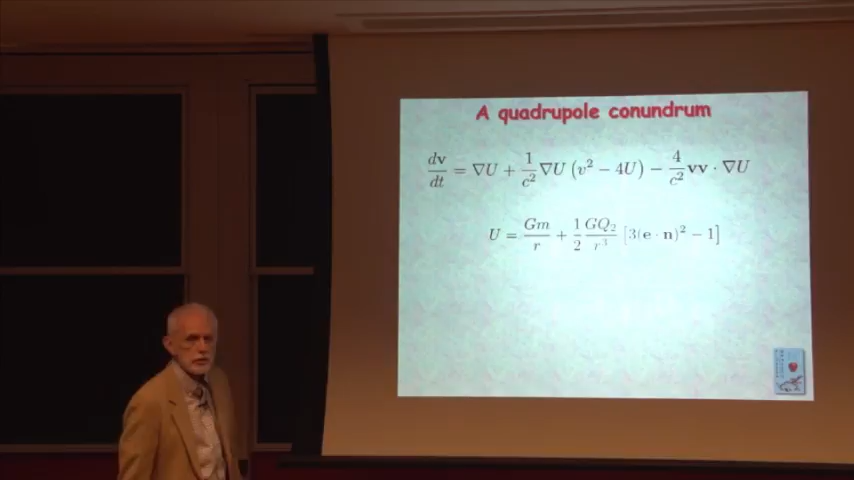 A quadrupole conundrum
dv/dt = ∇U + 1/c² ∇U (v² − 4U) − 4/c² vv · ∇U
U = Gm/r + 1/2 GQ₂/r³ [3(e · n)² − 1]